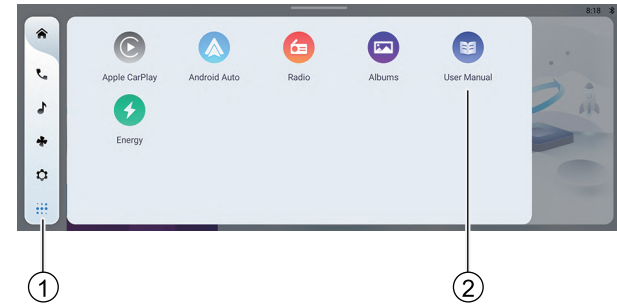 8:18
Apple CarPlay
Android Auto
Radio
Albums
User Manual
Energy
1
2